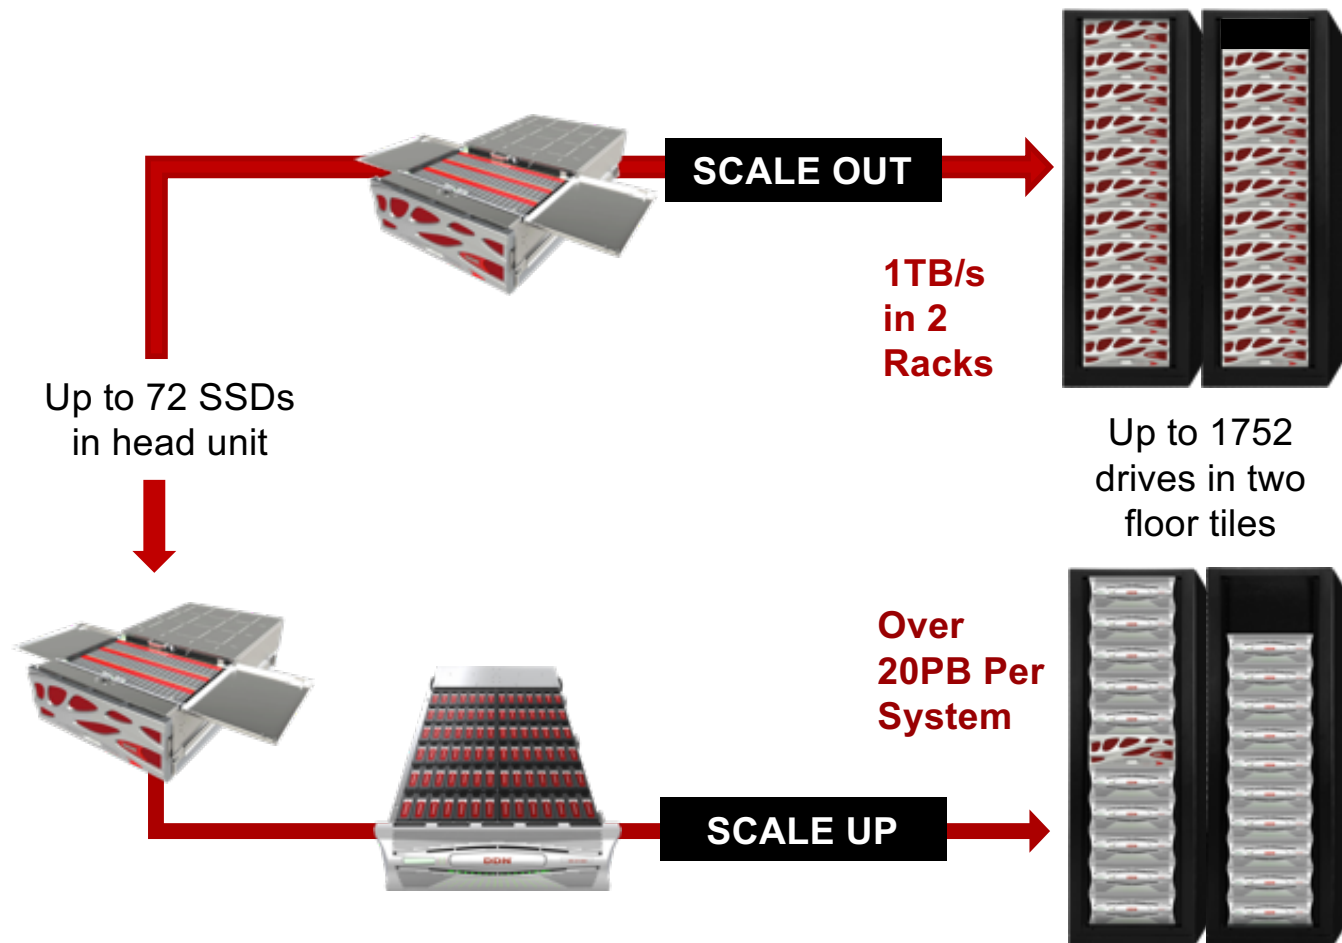 SCALE OUT
1TB/s
in 2
Racks
Up to 72 SSDs
in head unit
Up to 1752
drives in two
floor tiles
Over
20PB Per
System
SCALE UP
DDN